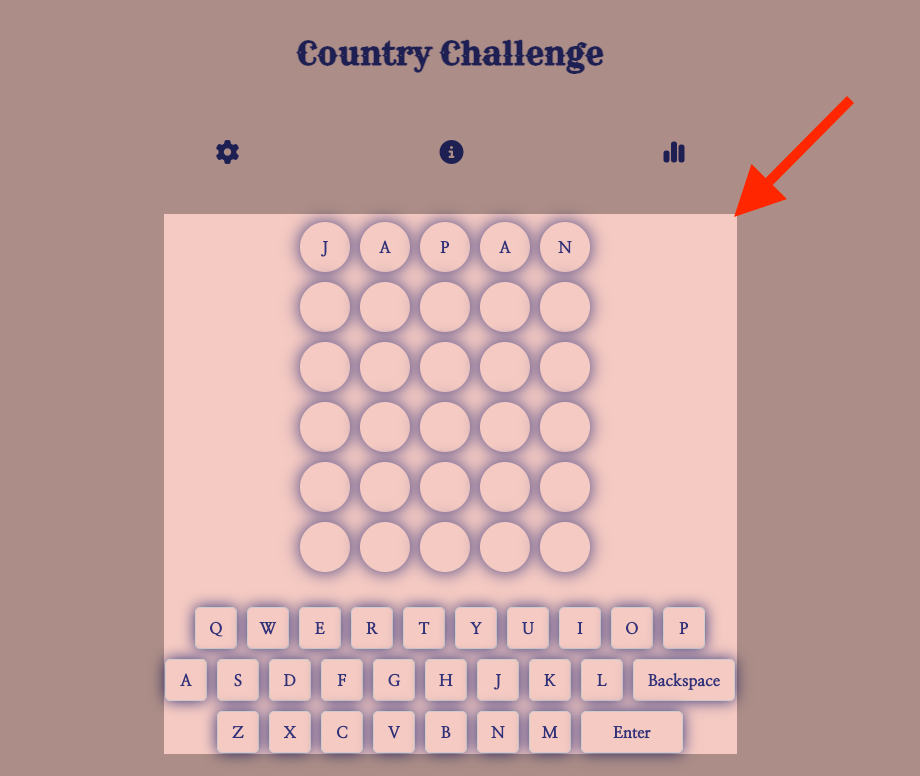 Country Challenge
J A P A N
Q W E R T Y U I O P
A S D F G H J K L Backspace
Z X C V B N M Enter